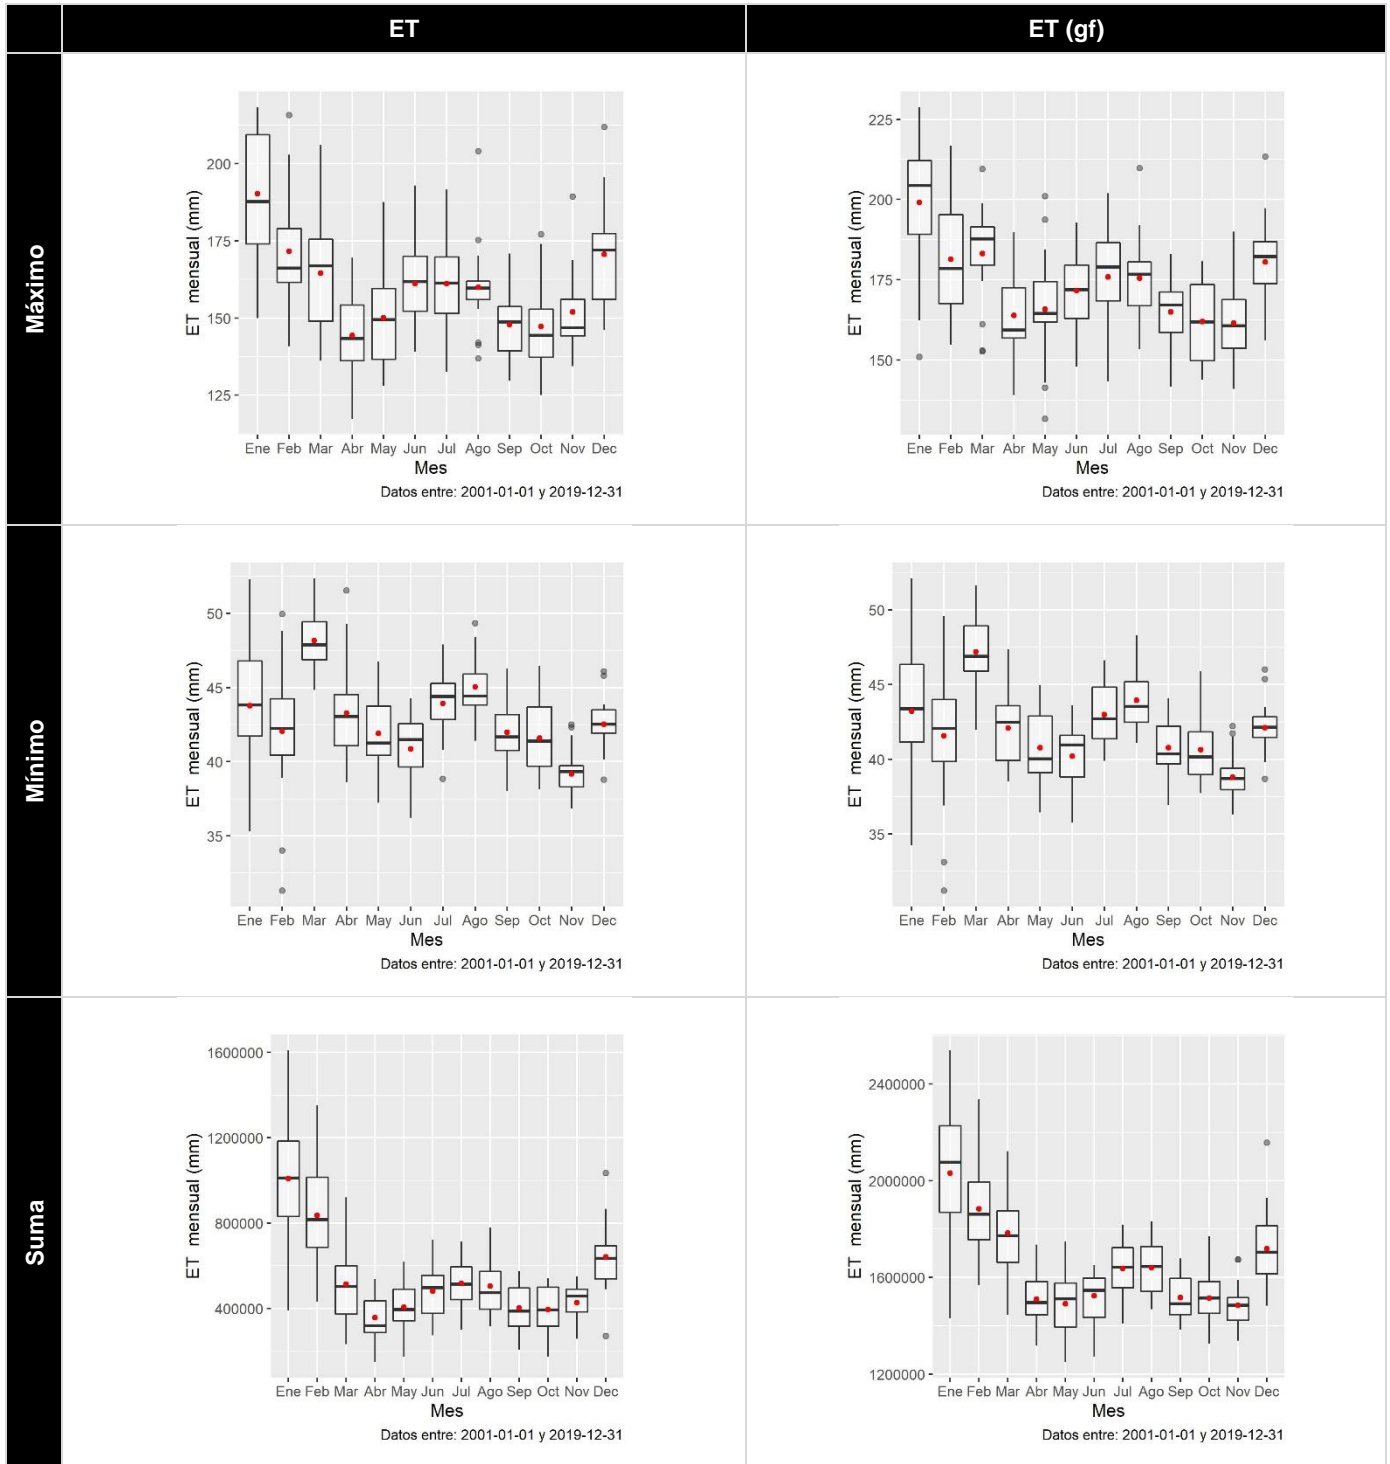 ET ET (gf)
Máximo
ET mensual (mm)
200
175
150
125
Ene Feb Mar Abr May Jun Jul Ago Sep Oct Nov Dec
Mes
Datos entre: 2001-01-01 y 2019-12-31
ET mensual (mm)
225
200
175
150
Ene Feb Mar Abr May Jun Jul Ago Sep Oct Nov Dec
Mes
Datos entre: 2001-01-01 y 2019-12-31
Mínimo
ET mensual (mm)
50
45
40
35
Ene Feb Mar Abr May Jun Jul Ago Sep Oct Nov Dec
Mes
Datos entre: 2001-01-01 y 2019-12-31
ET mensual (mm)
50
45
40
35
Ene Feb Mar Abr May Jun Jul Ago Sep Oct Nov Dec
Mes
Datos entre: 2001-01-01 y 2019-12-31
Suma
ET mensual (mm)
1600000
1200000
800000
400000
Ene Feb Mar Abr May Jun Jul Ago Sep Oct Nov Dec
Mes
Datos entre: 2001-01-01 y 2019-12-31
ET mensual (mm)
2400000
2000000
1600000
1200000
Ene Feb Mar Abr May Jun Jul Ago Sep Oct Nov Dec
Mes
Datos entre: 2001-01-01 y 2019-12-31